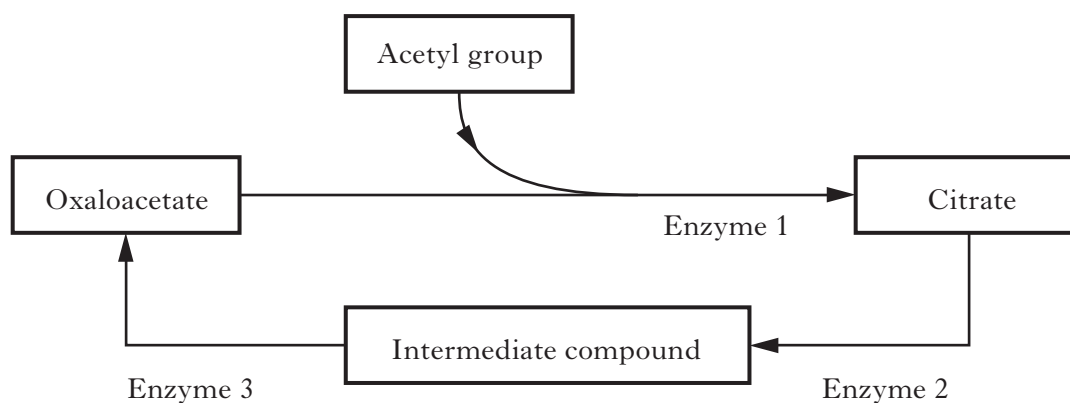 Acetyl group
Oxaloacetate
Citrate
Enzyme 1
Intermediate compound
Enzyme 3
Enzyme 2